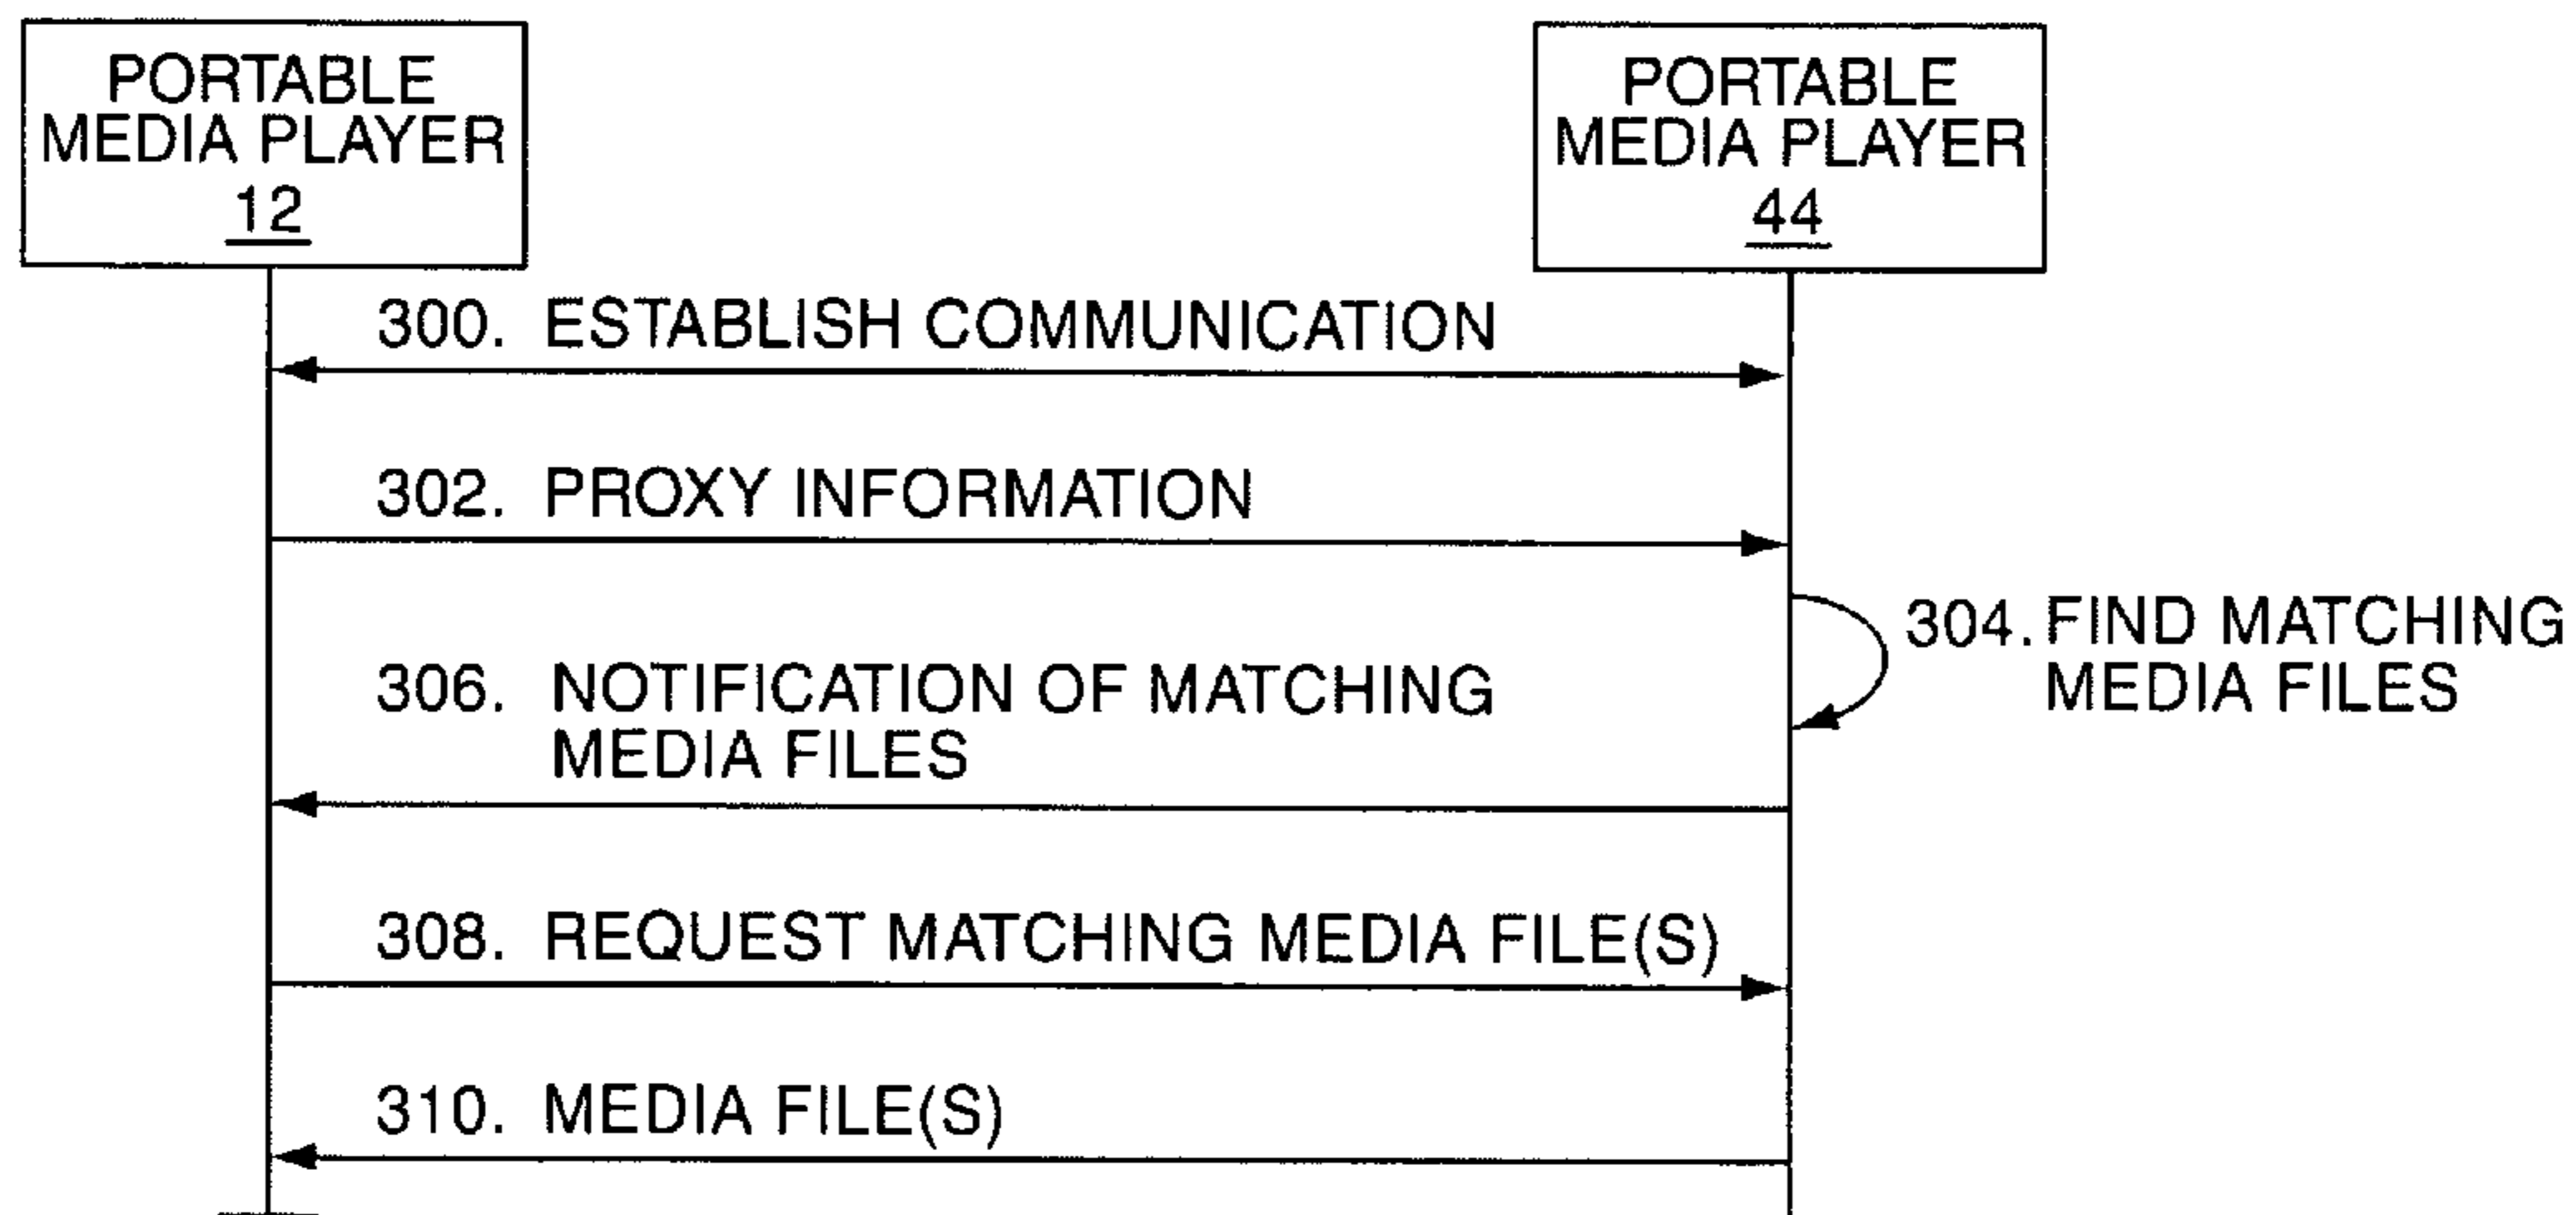 PORTABLE
MEDIA PLAYER
12
PORTABLE
MEDIA PLAYER
44
300. ESTABLISH COMMUNICATION
302. PROXY INFORMATION
304. FIND MATCHING
MEDIA FILES
306. NOTIFICATION OF MATCHING
MEDIA FILES
308. REQUEST MATCHING MEDIA FILE(S)
310. MEDIA FILE(S)